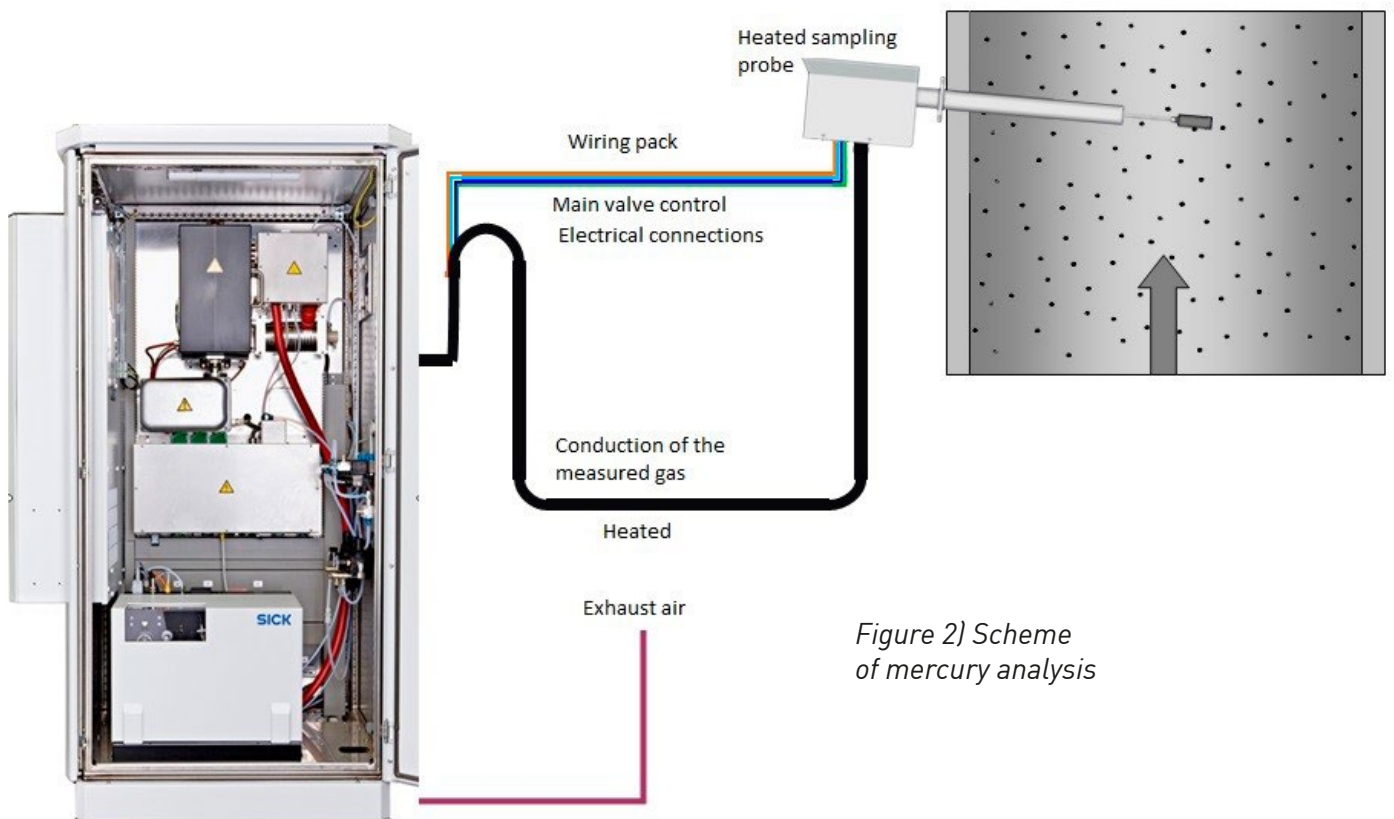 Heated sampling
probe
Wiring pack
Main valve control
Electrical connections
Conduction of the
measured gas
Heated
Exhaust air
SICK
Figure 2) Scheme
of mercury analysis